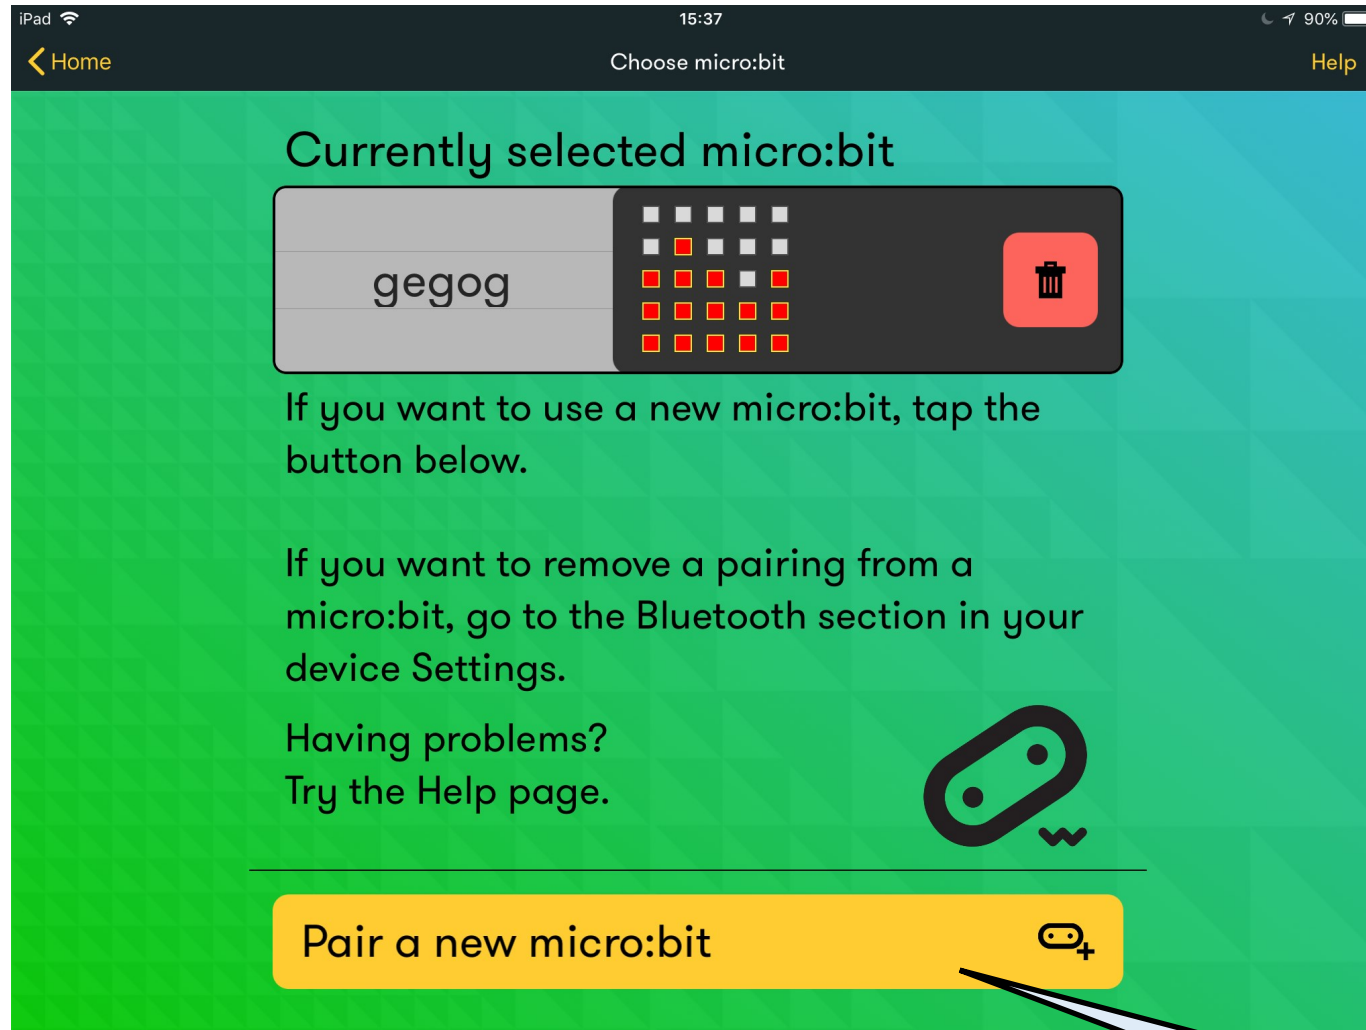 iPad 15:37 90%
Home Choose micro:bit Help
Currently selected micro:bit
gegog
If you want to use a new micro:bit, tap the
button below.
If you want to remove a pairing from a
micro:bit, go to the Bluetooth section in your
device Settings.
Having problems?
Try the Help page.
Pair a new micro:bit